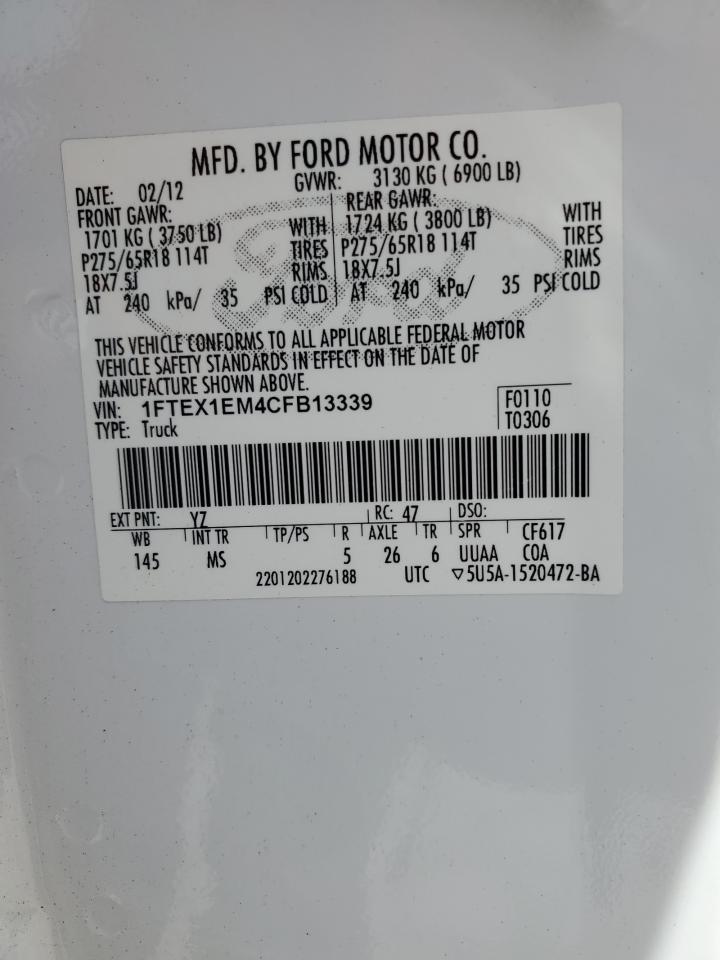 MFD. BY FORD MOTOR CO.
DATE: 02/12 GVWR: 3130 KG ( 6900 LB)
FRONT GAWR: REAR GAWR:
1701 KG ( 3750 LB) WITH 1724 KG ( 3800 LB) WITH
P275/65R18 114T TIRES P275/65R18 114T TIRES
18X7.5J RIMS 18X7.5J RIMS
AT 240 kPa/ 35 PSI COLD AT 240 kPa/ 35 PSI COLD
Ford
THIS VEHICLE CONFORMS TO ALL APPLICABLE FEDERAL MOTOR
VEHICLE SAFETY STANDARDS IN EFFECT ON THE DATE OF
MANUFACTURE SHOWN ABOVE.
VIN: 1FTEX1EM4CFB13339 F0110
TYPE: Truck T0306
EXT PNT: YZ RC: 47 DSO:
WB INT TR TP/PS R AXLE TR SPR CF617
145 MS 5 26 6 UUAA COA
2201202276188 UTC ▽5U5A-1520472-BA